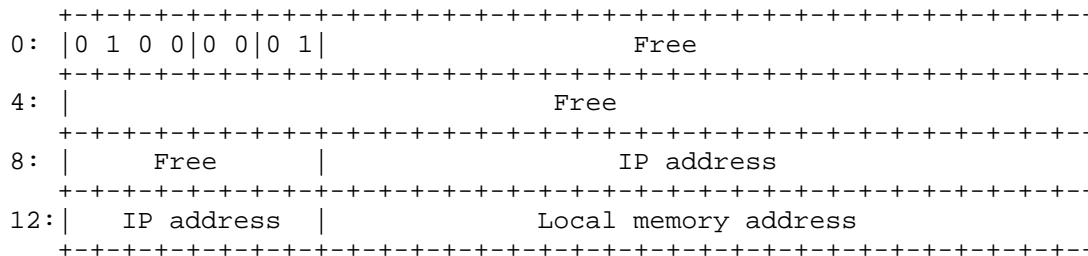 +-+-+-+-+-+-+-+-+-+-+-+-+-+-+-+-+-+-+-+-+-+-+-+-+-+-+-+-+-+-+-+-+--
0: |0 1 0 0|0 0|0 1|                   Free
   +-+-+-+-+-+-+-+-+-+-+-+-+-+-+-+-+-+-+-+-+-+-+-+-+-+-+-+-+-+-+-+-+--
4: |                              Free
   +-+-+-+-+-+-+-+-+-+-+-+-+-+-+-+-+-+-+-+-+-+-+-+-+-+-+-+-+-+-+-+-+--
8: |     Free      |                  IP address
   +-+-+-+-+-+-+-+-+-+-+-+-+-+-+-+-+-+-+-+-+-+-+-+-+-+-+-+-+-+-+-+-+--
12:|   IP address  |             Local memory address
   +-+-+-+-+-+-+-+-+-+-+-+-+-+-+-+-+-+-+-+-+-+-+-+-+-+-+-+-+-+-+-+-+--